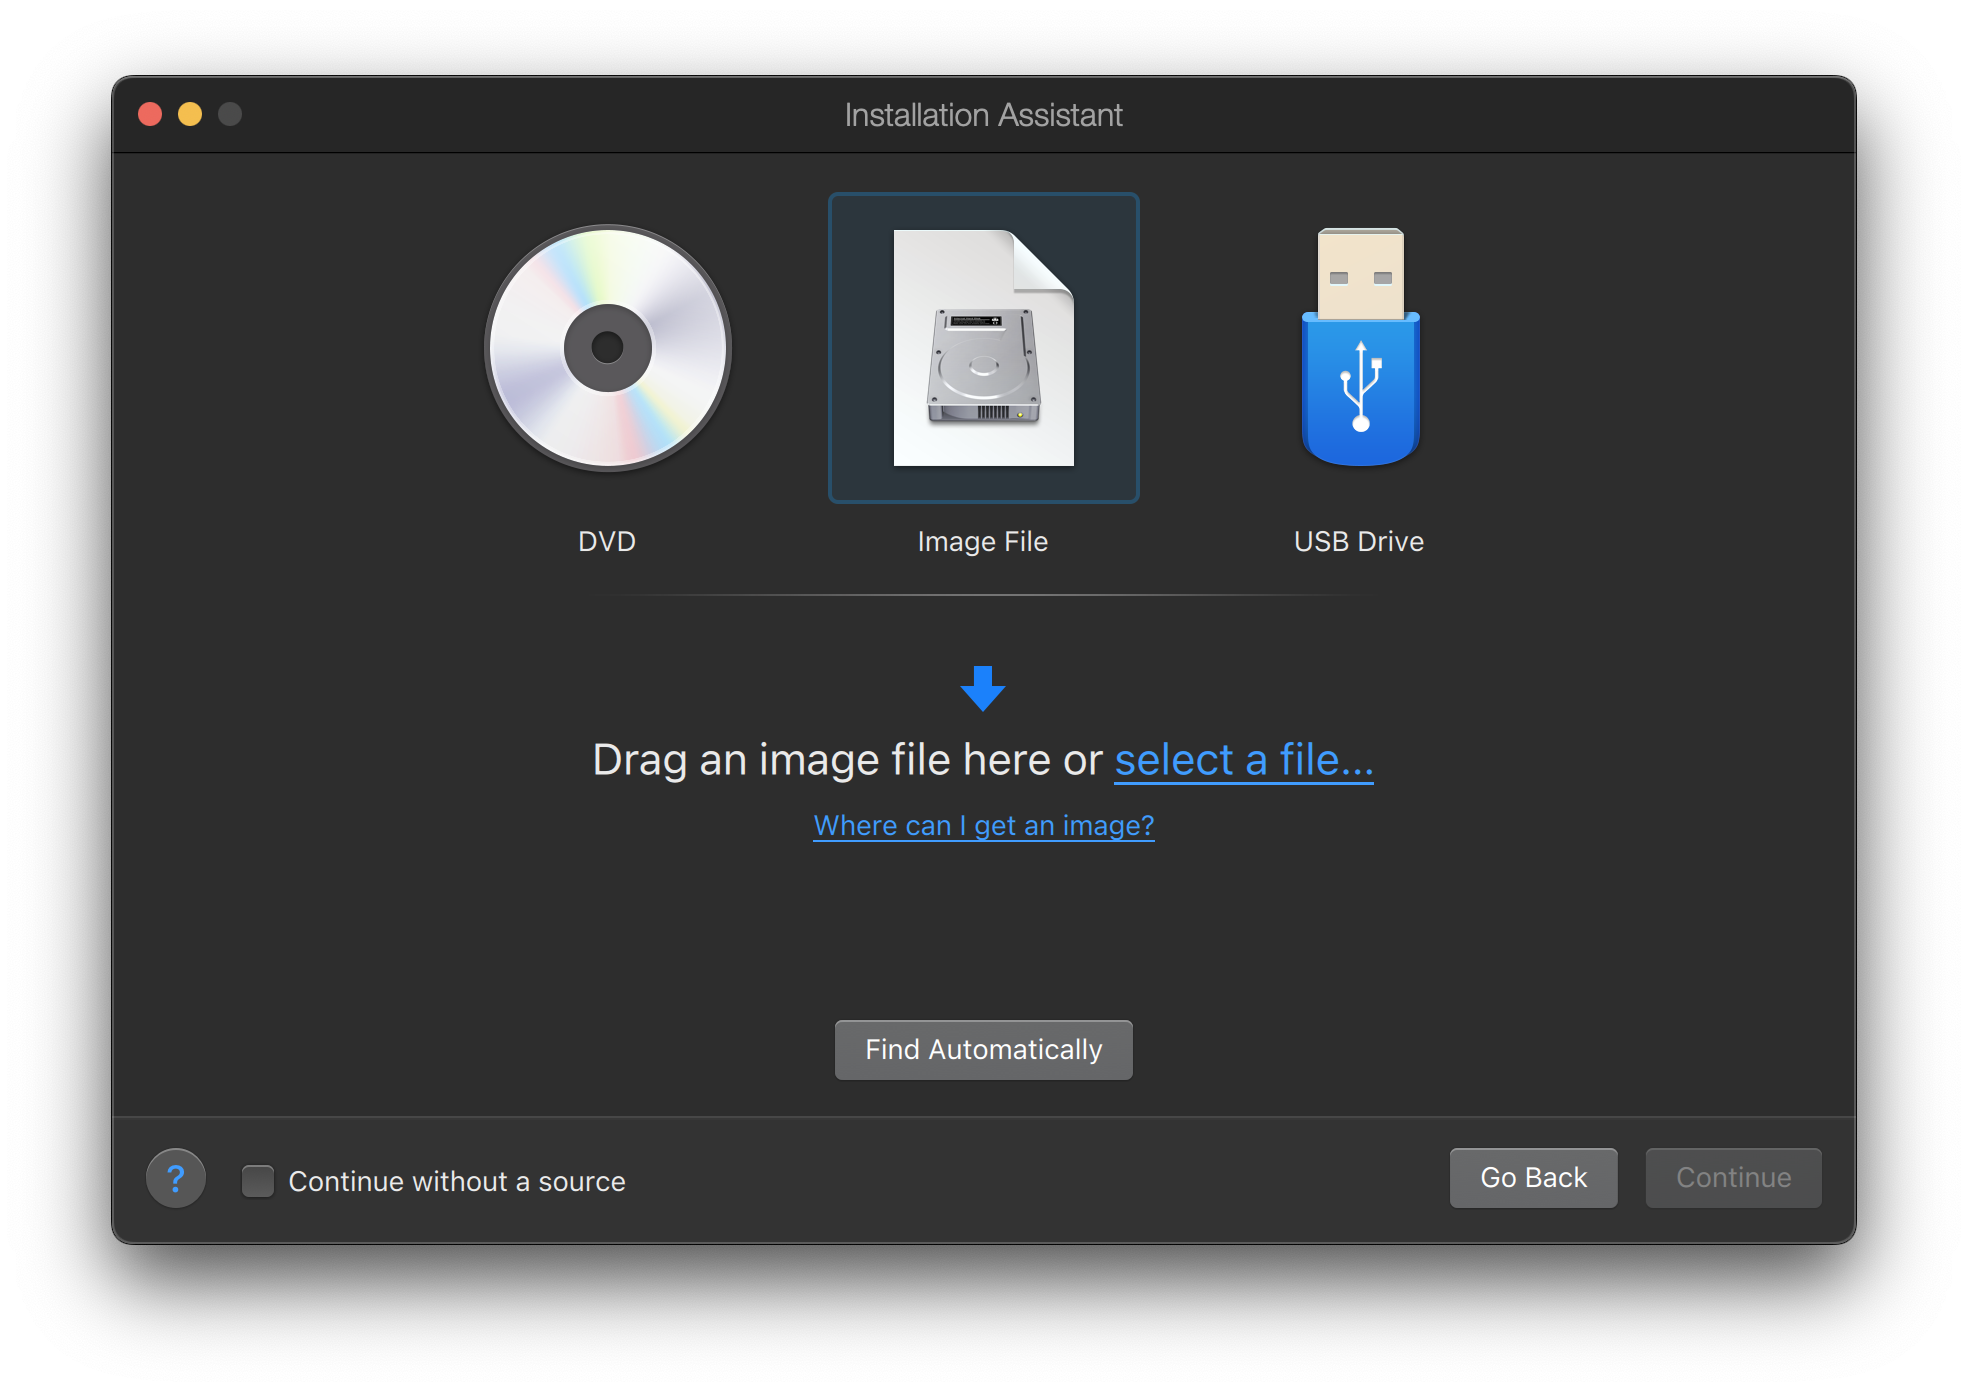 Installation Assistant
DVD
Image File
USB Drive
Drag an image file here or select a file...
Where can I get an image?
Find Automatically
?
Continue without a source
Go Back
Continue